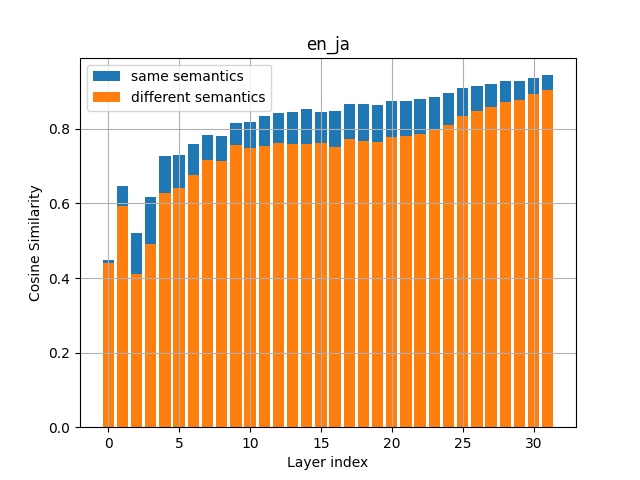 en_ja
same semantics
different semantics
Cosine Similarity
0.8
0.6
0.4
0.2
0.0
0 5 10 15 20 25 30
Layer index